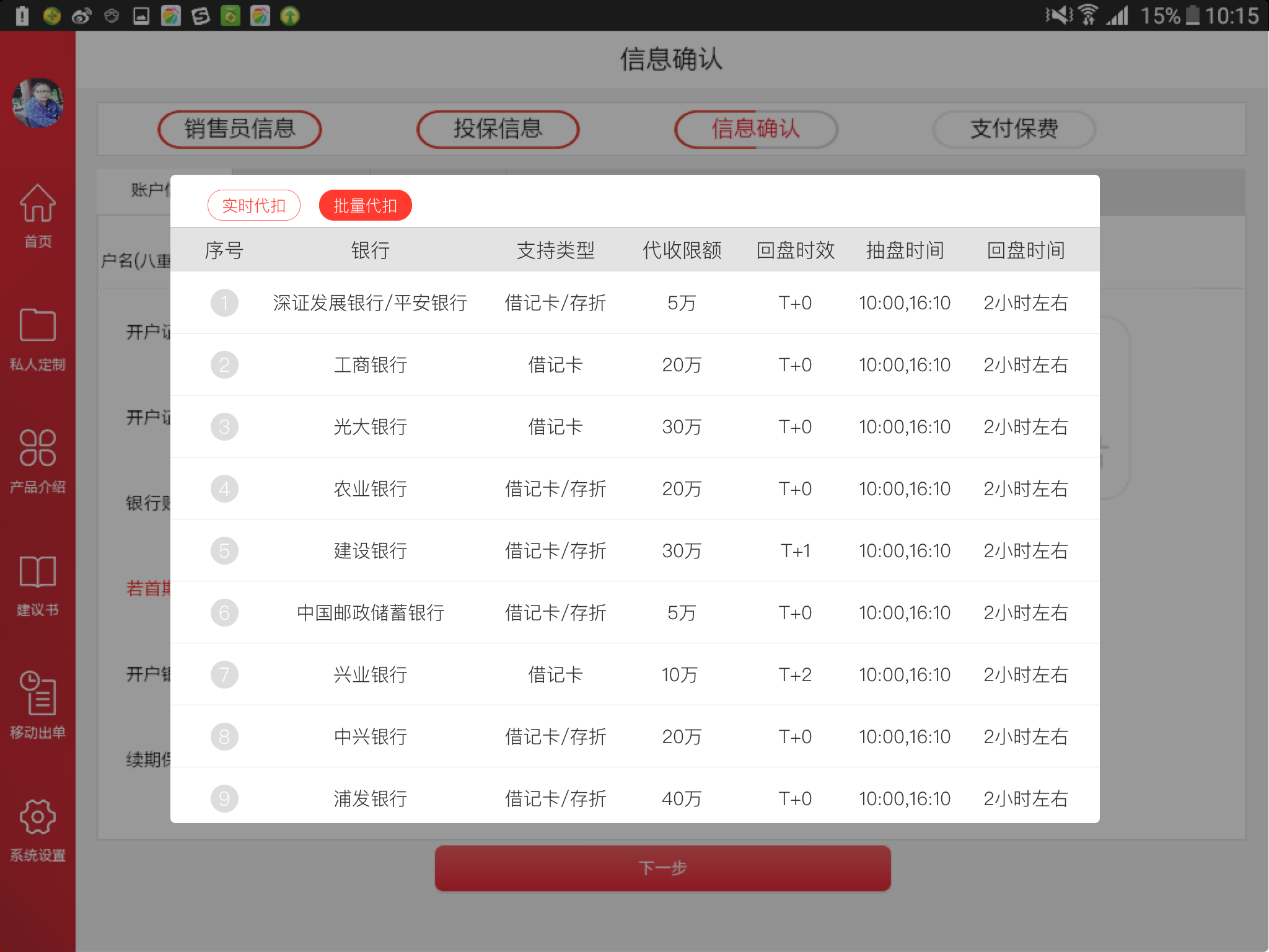 15% 10:15
信息确认
销售员信息 投保信息 信息确认 支付保费
首页
私人定制
产品介绍
建议书
移动出单
系统设置
账户
户名(八重
开户
开户
银行
若首
开户
续期
实时代扣 批量代扣
序号 银行 支持类型 代收限额 回盘时效 抽盘时间 回盘时间
1 深证发展银行/平安银行 借记卡/存折 5万 T+0 10:00,16:10 2小时左右
2 工商银行 借记卡 20万 T+0 10:00,16:10 2小时左右
3 光大银行 借记卡 30万 T+0 10:00,16:10 2小时左右
4 农业银行 借记卡/存折 20万 T+0 10:00,16:10 2小时左右
5 建设银行 借记卡/存折 30万 T+1 10:00,16:10 2小时左右
6 中国邮政储蓄银行 借记卡/存折 5万 T+0 10:00,16:10 2小时左右
7 兴业银行 借记卡 10万 T+2 10:00,16:10 2小时左右
8 中兴银行 借记卡/存折 20万 T+0 10:00,16:10 2小时左右
9 浦发银行 借记卡/存折 40万 T+0 10:00,16:10 2小时左右
下一步